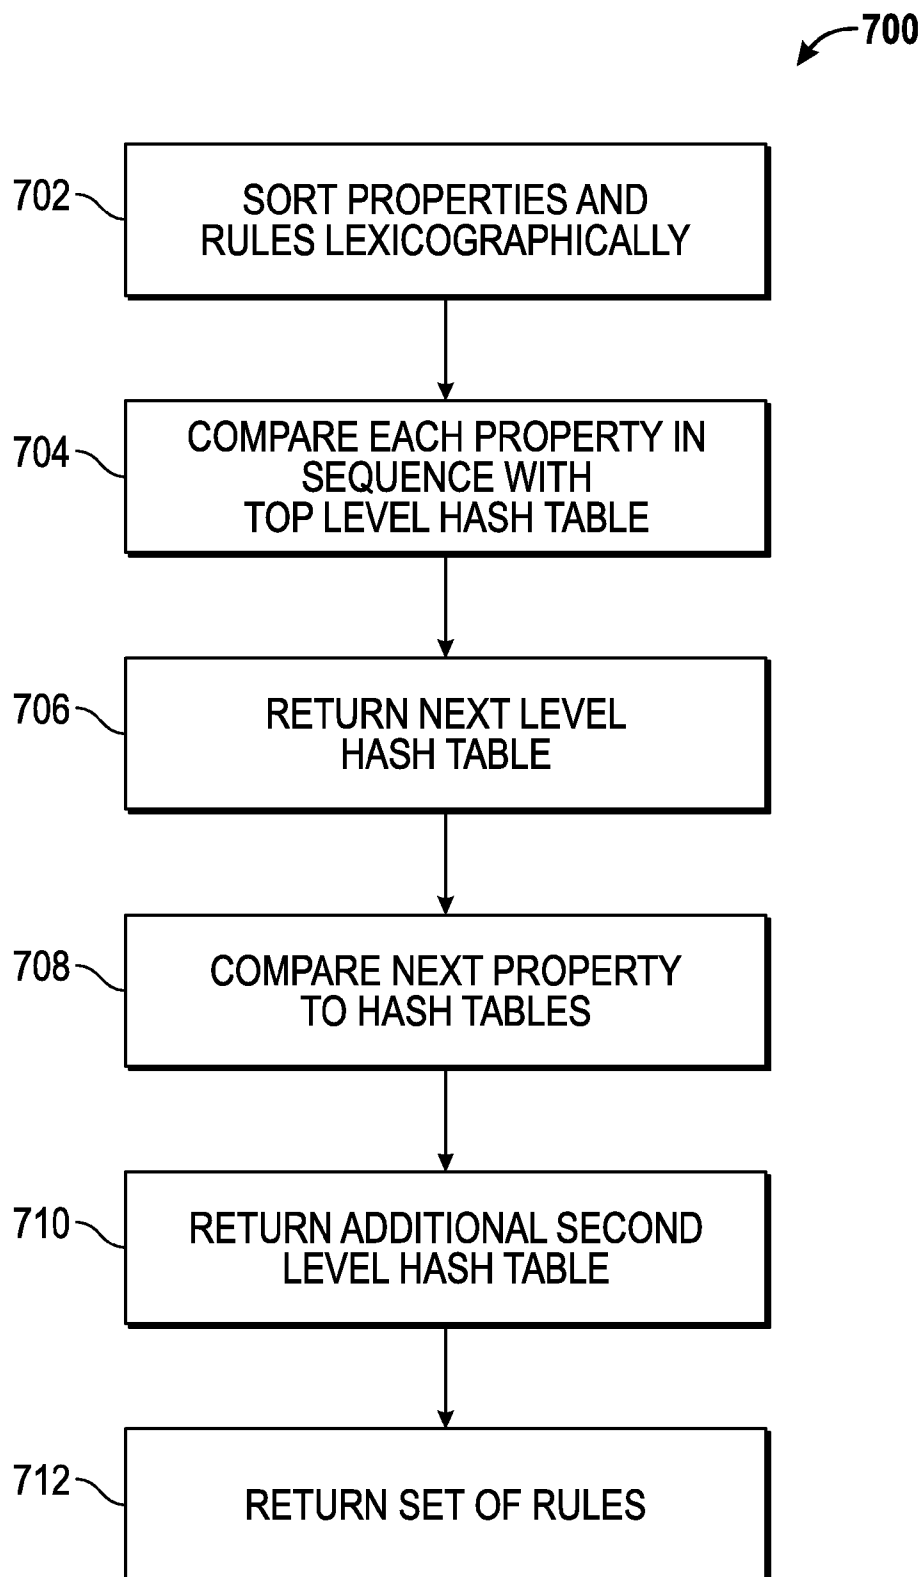 700
702
SORT PROPERTIES AND
RULES LEXICOGRAPHICALLY
704
COMPARE EACH PROPERTY IN
SEQUENCE WITH
TOP LEVEL HASH TABLE
706
RETURN NEXT LEVEL
HASH TABLE
708
COMPARE NEXT PROPERTY
TO HASH TABLES
710
RETURN ADDITIONAL SECOND
LEVEL HASH TABLE
712
RETURN SET OF RULES